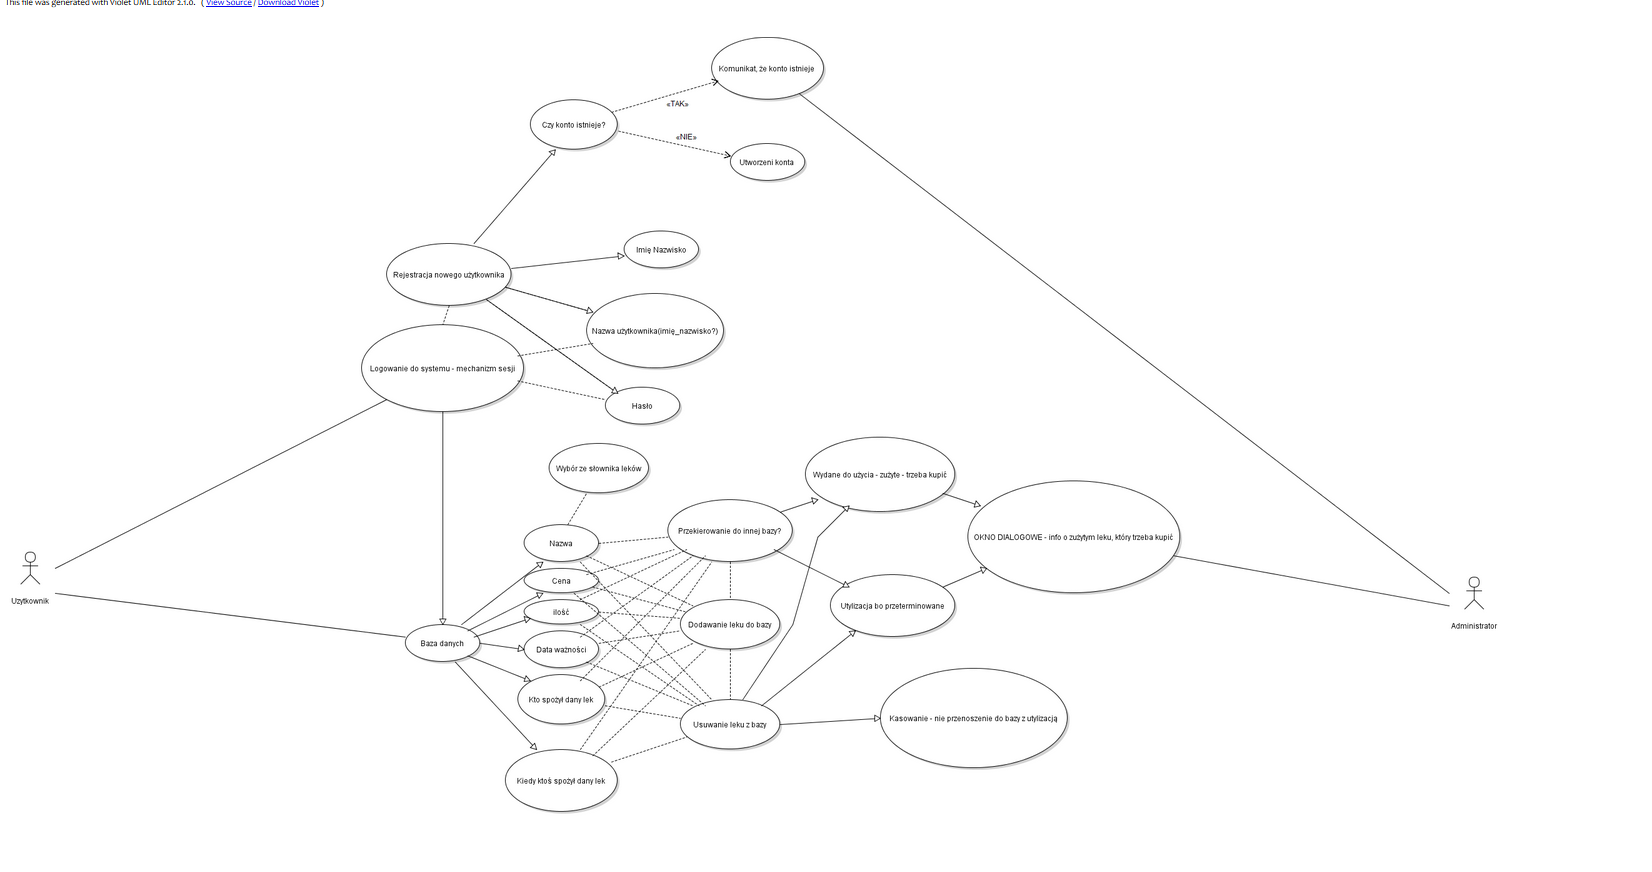 This file was generated with Violet UML Editor 2.1.0. ( View Source / Download Violet )
Komunikat, że konto istnieje
«TAK»
Czy konto istnieje?
«NIE»
Utworzeni konta
Imię Nazwisko
Rejestracja nowego użytkownika
Nazwa użytkownika(imię_nazwisko?)
Logowanie do systemu - mechanizm sesji
Hasło
Wybór ze słownika leków
Wydane do użycia - zużyte - trzeba kupić
Przekierowanie do innej bazy?
OKNO DIALOGOWE - info o zużytym leku, który trzeba kupić
Nazwa
Cena
Użytkownik
Utylizacja bo przeterminowane
ilość
Dodawanie leku do bazy
Administrator
Baza danych
Data ważności
Kto spożył dany lek
Usuwanie leku z bazy
Kasowanie - nie przenoszenie do bazy z utylizacją
Kiedy ktoś spożył dany lek